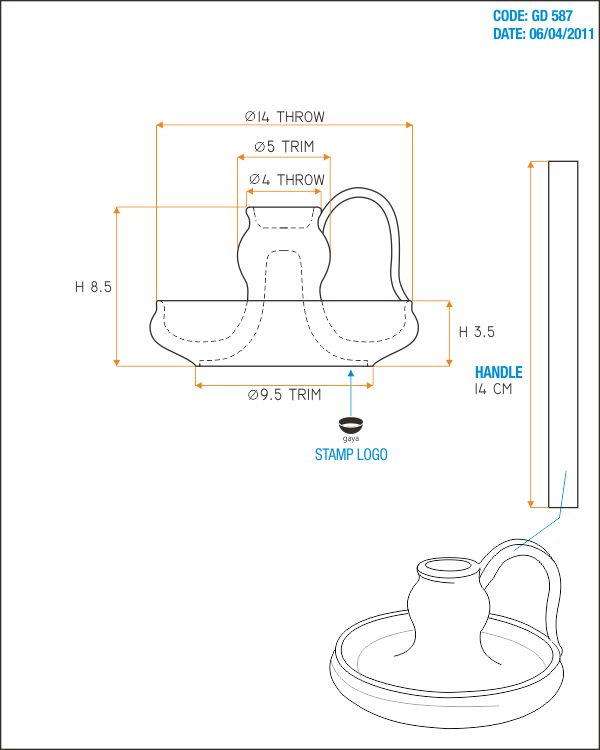 CODE: GD 587
DATE: 06/04/2011
Ø14 THROW
Ø5 TRIM
Ø4 THROW
H 8.5
H 3.5
HANDLE
14 CM
Ø9.5 TRIM
gaya
STAMP LOGO